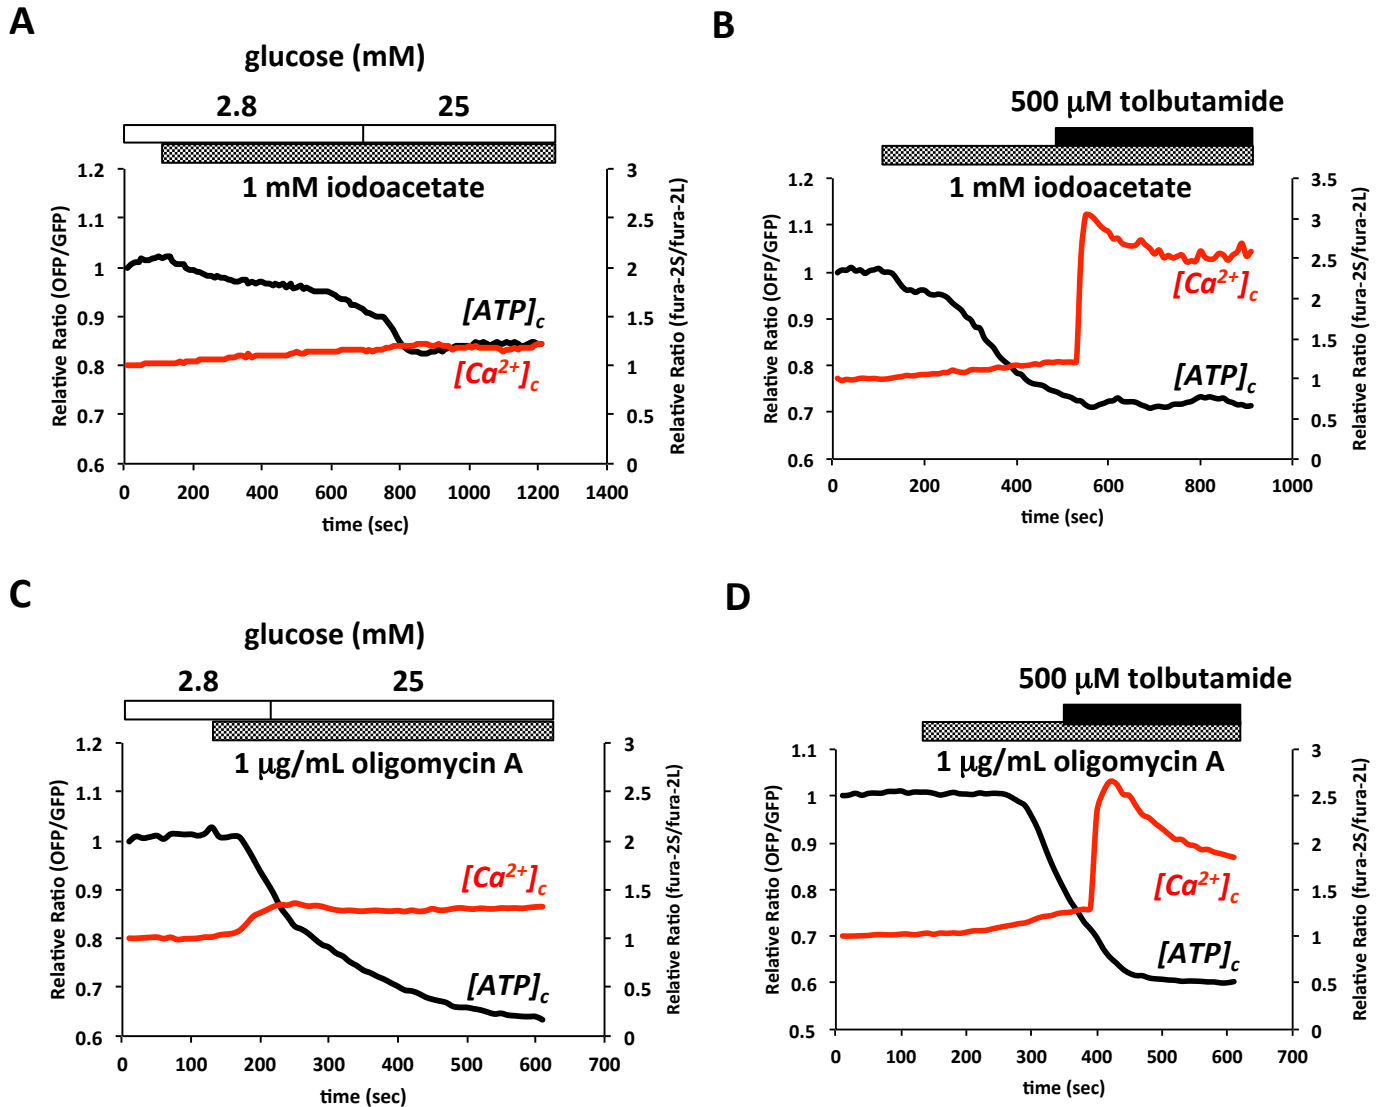 A
glucose (mM)
2.8 25
1 mM iodoacetate
1.2
1.1
1
0.9
0.8
0.7
0.6
Relative Ratio (OFP/GFP)
3
2.5
2
1.5
1
0.5
0
Relative Ratio (fura-2S/fura-2L)
[ATP]c
[Ca2+]c
0 200 400 600 800 1000 1200 1400
time (sec)
B
500 μM tolbutamide
1 mM iodoacetate
1.2
1.1
1
0.9
0.8
0.7
0.6
Relative Ratio (OFP/GFP)
3.5
3
2.5
2
1.5
1
0.5
0
Relative Ratio (fura-2S/fura-2L)
[Ca2+]c
[ATP]c
0 200 400 600 800 1000
time (sec)
C
glucose (mM)
2.8 25
1 μg/mL oligomycin A
1.2
1.1
1
0.9
0.8
0.7
0.6
Relative Ratio (OFP/GFP)
3
2.5
2
1.5
1
0.5
0
Relative Ratio (fura-2S/fura-2L)
[Ca2+]c
[ATP]c
0 100 200 300 400 500 600 700
time (sec)
D
500 μM tolbutamide
1 μg/mL oligomycin A
1.1
1
0.9
0.8
0.7
0.6
0.5
Relative Ratio (OFP/GFP)
3
2.5
2
1.5
1
0.5
0
Relative Ratio (fura-2S/fura-2L)
[Ca2+]c
[ATP]c
0 100 200 300 400 500 600 700
time (sec)